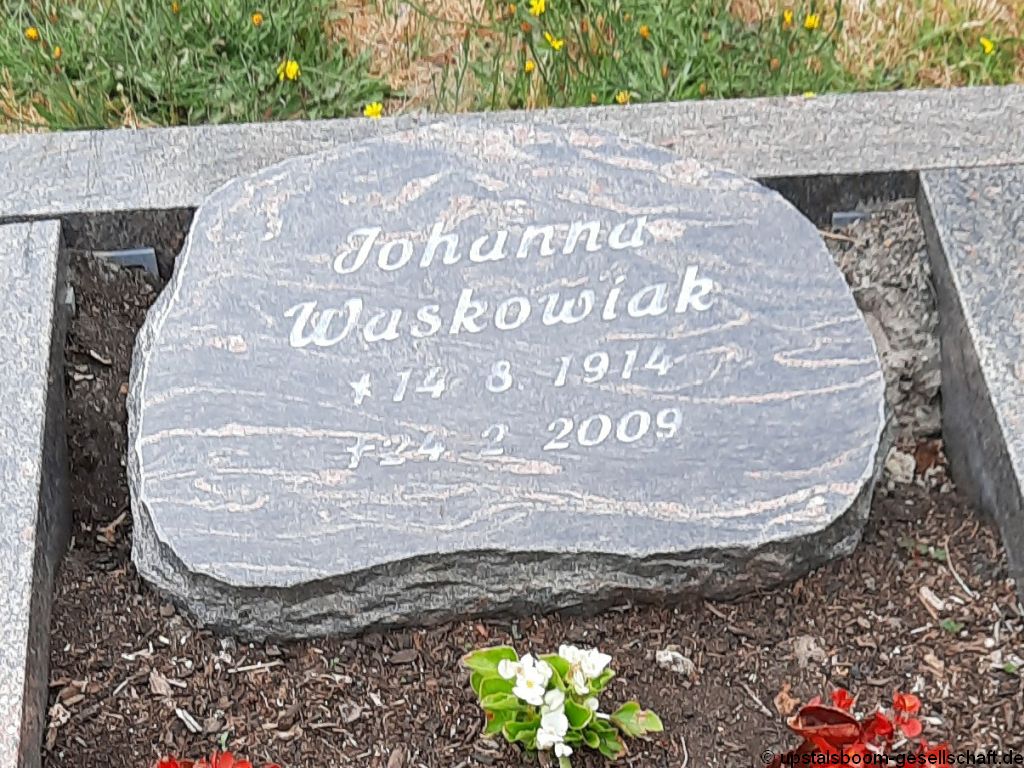 Johanna
Waskowiak
* 14. 8. 1914
† 24. 2. 2009
© upstalsboom-gesellschaft.de